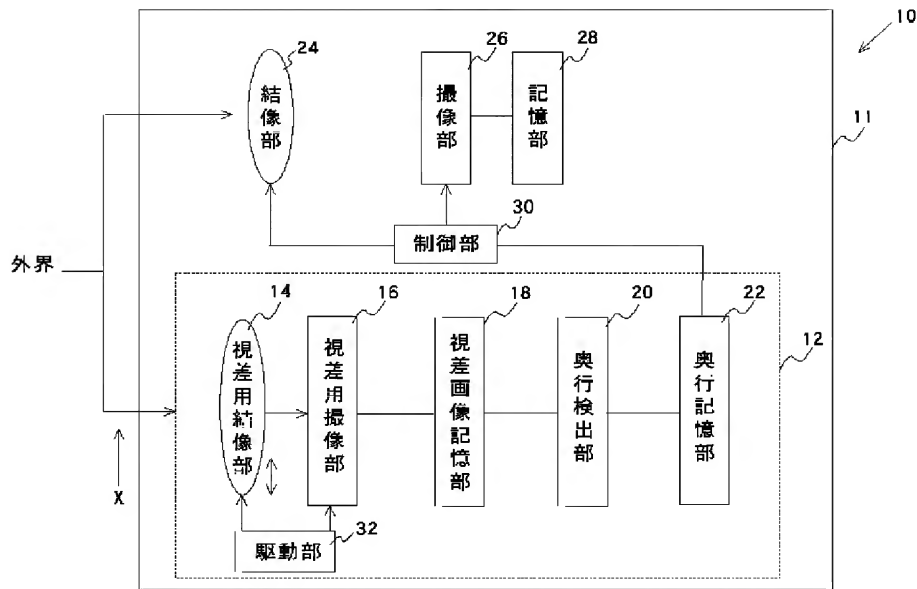 10
24
結像部
26
撮像部
28
記憶部
11
30
制御部
外界
14
視差用結像部
16
視差用撮像部
18
視差画像記憶部
20
奥行検出部
22
奥行記憶部
12
X
32
駆動部